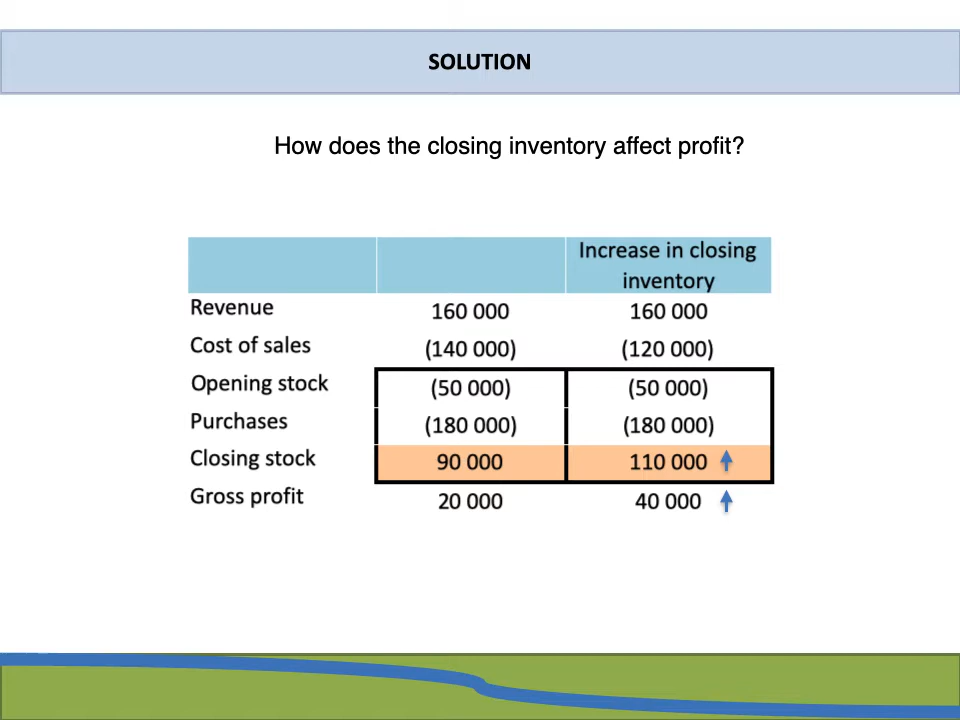 SOLUTION
How does the closing inventory affect profit?
Increase in closing
inventory
Revenue 160 000 160 000
Cost of sales (140 000) (120 000)
Opening stock (50 000) (50 000)
Purchases (180 000) (180 000)
Closing stock 90 000 110 000
Gross profit 20 000 40 000